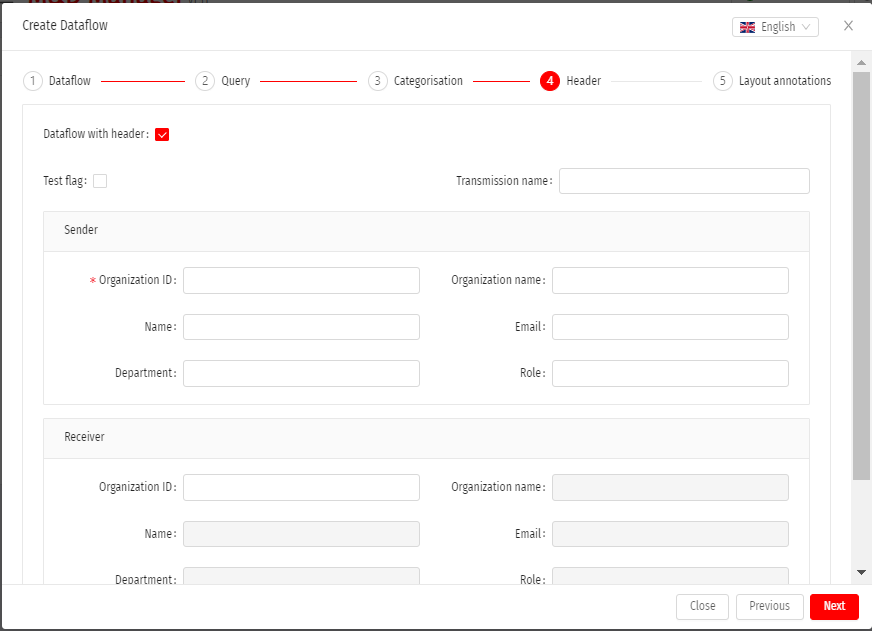 Create Dataflow
English
1 Dataflow 2 Query 3 Categorisation 4 Header 5 Layout annotations
Dataflow with header:
Test flag: Transmission name:
Sender
* Organization ID: Organization name:
Name: Email:
Department: Role:
Receiver
Organization ID: Organization name:
Name: Email:
Department: Role:
Close Previous Next